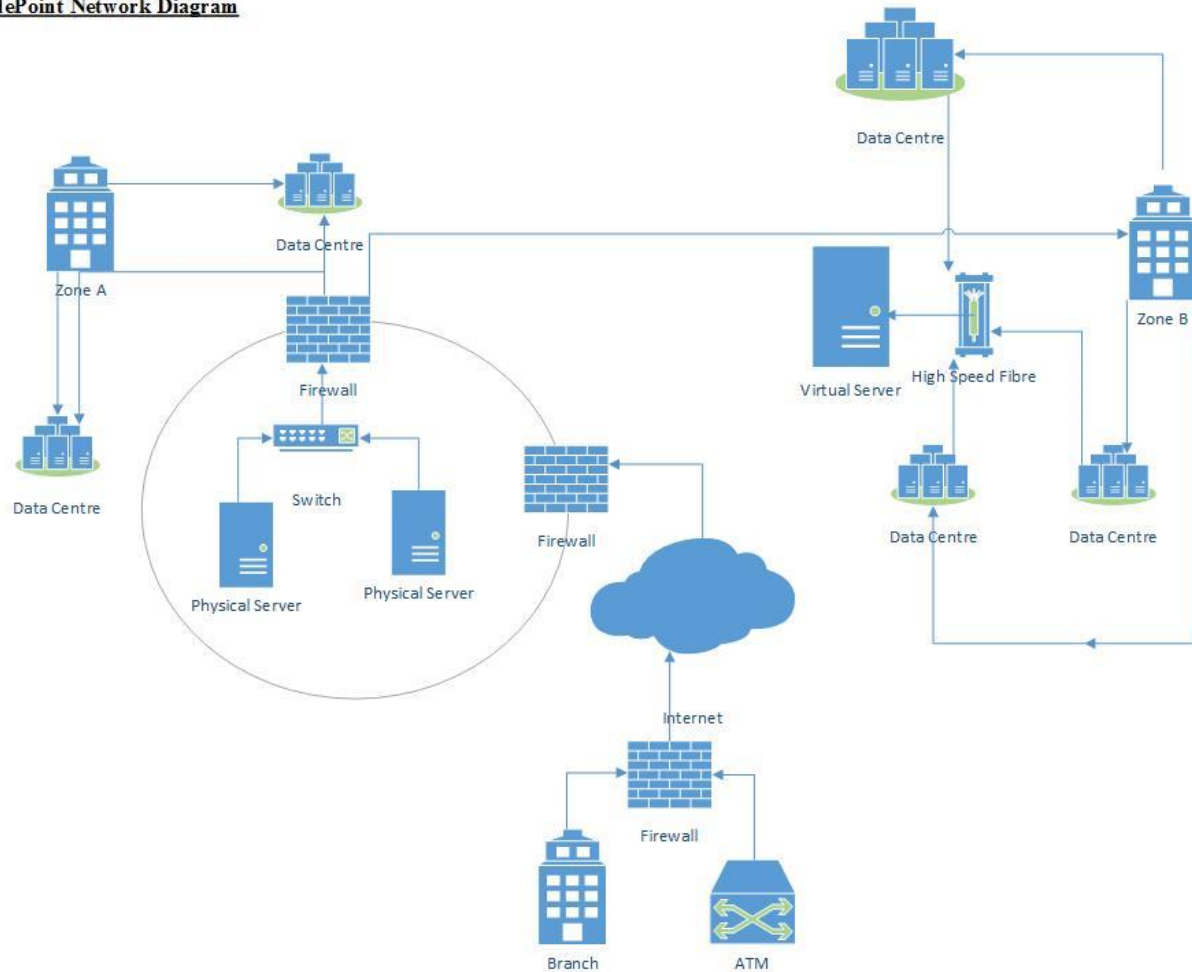 Point Network Diagram
Data Centre
Data Centre
Zone A
Zone B
Firewall
Virtual Server
High Speed Fibre
Switch
Data Centre
Firewall
Data Centre
Data Centre
Physical Server
Physical Server
Internet
Firewall
Branch
ATM